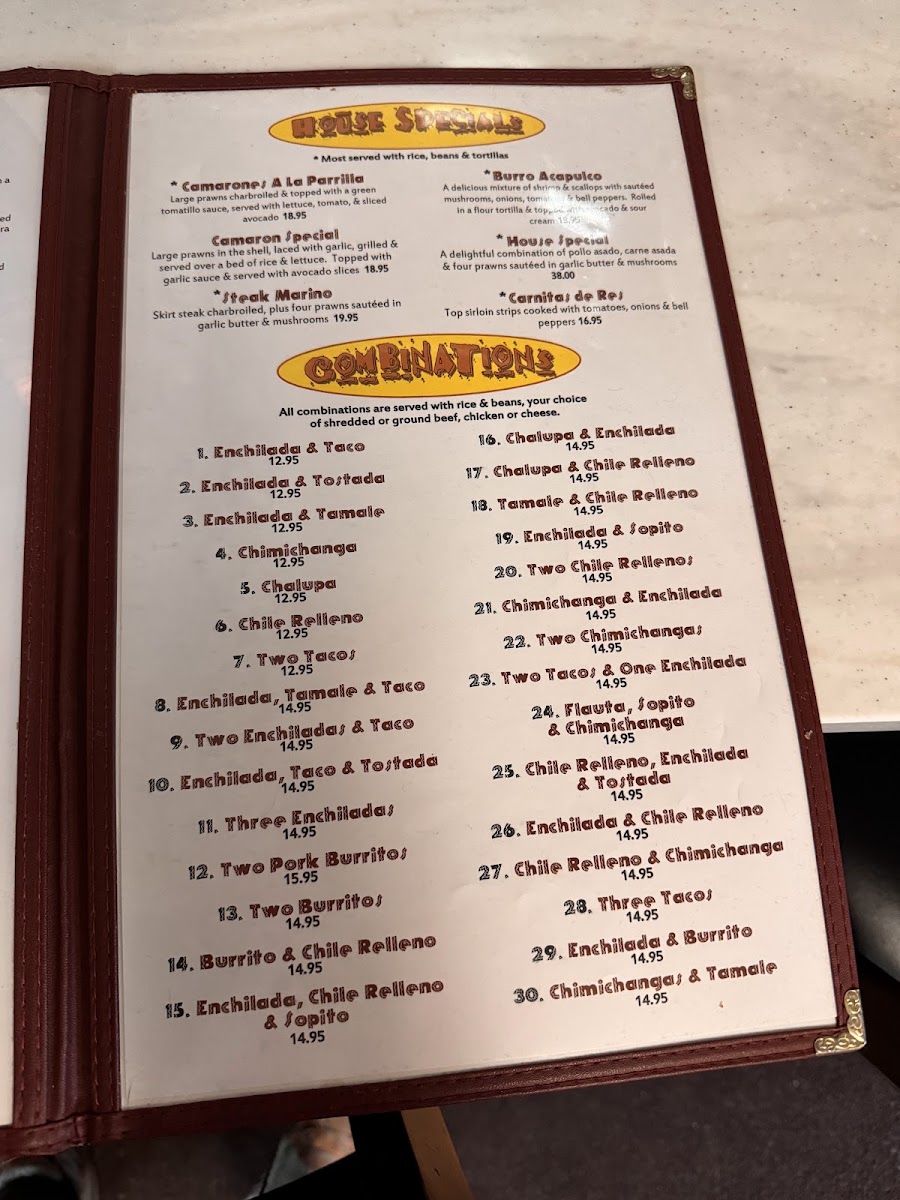 a
ed
ra
d
House Specials
* Most served with rice, beans & tortillas
* Camarones A La Parrilla
Large prawns charbroiled & topped with a green
tomatillo sauce, served with lettuce, tomato, & sliced
avocado 18.95
Camaron Special
Large prawns in the shell, laced with garlic, grilled &
served over a bed of rice & lettuce. Topped with
garlic sauce & served with avocado slices 18.95
*Steak Marino
Skirt steak charbroiled, plus four prawns sautéed in
garlic butter & mushrooms 19.95
*Burro Acapulco
A delicious mixture of shrimp & scallops with sautéed
mushrooms, onions, tomatoes & bell peppers. Rolled
in a flour tortilla & topped with avocado & sour
cream 18.95
* House Special
A delightful combination of pollo asado, carne asada
& four prawns sautéed in garlic butter & mushrooms
38.00
*Carnitas de Res
Top sirloin strips cooked with tomatoes, onions & bell
peppers 16.95
Combinations
All combinations are served with rice & beans, your choice
of shredded or ground beef, chicken or cheese.
1. Enchilada & Taco
12.95
2. Enchilada & Tostada
12.95
3. Enchilada & Tamale
12.95
4. Chimichanga
12.95
5. Chalupa
12.95
6. Chile Relleno
12.95
7. Two Tacos
12.95
8. Enchilada, Tamale & Taco
14.95
9. Two Enchiladas & Taco
14.95
10. Enchilada, Taco & Tostada
14.95
11. Three Enchiladas
14.95
12. Two Pork Burritos
15.95
13. Two Burritos
14.95
14. Burrito & Chile Relleno
14.95
15. Enchilada, Chile Relleno
& Sopito
14.95
16. Chalupa & Enchilada
14.95
17. Chalupa & Chile Relleno
14.95
18. Tamale & Chile Relleno
14.95
19. Enchilada & Sopito
14.95
20. Two Chile Rellenos
14.95
21. Chimichanga & Enchilada
14.95
22. Two Chimichangas
14.95
23. Two Tacos & One Enchilada
14.95
24. Flauta, Sopito
& Chimichanga
14.95
25. Chile Relleno, Enchilada
& Tostada
14.95
26. Enchilada & Chile Relleno
14.95
27. Chile Relleno & Chimichanga
14.95
28. Three Tacos
14.95
29. Enchilada & Burrito
14.95
30. Chimichangas & Tamale
14.95